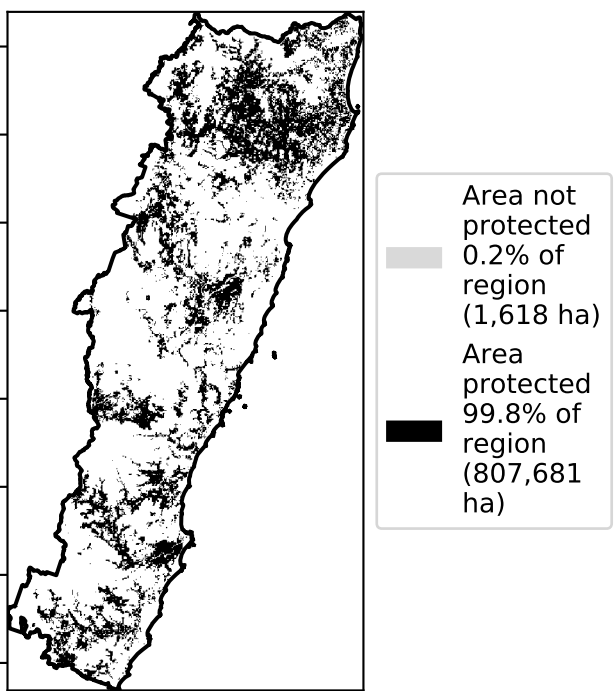 Area not
protected
0.2% of
region
(1,618 ha)
Area
protected
99.8% of
region
(807,681
ha)